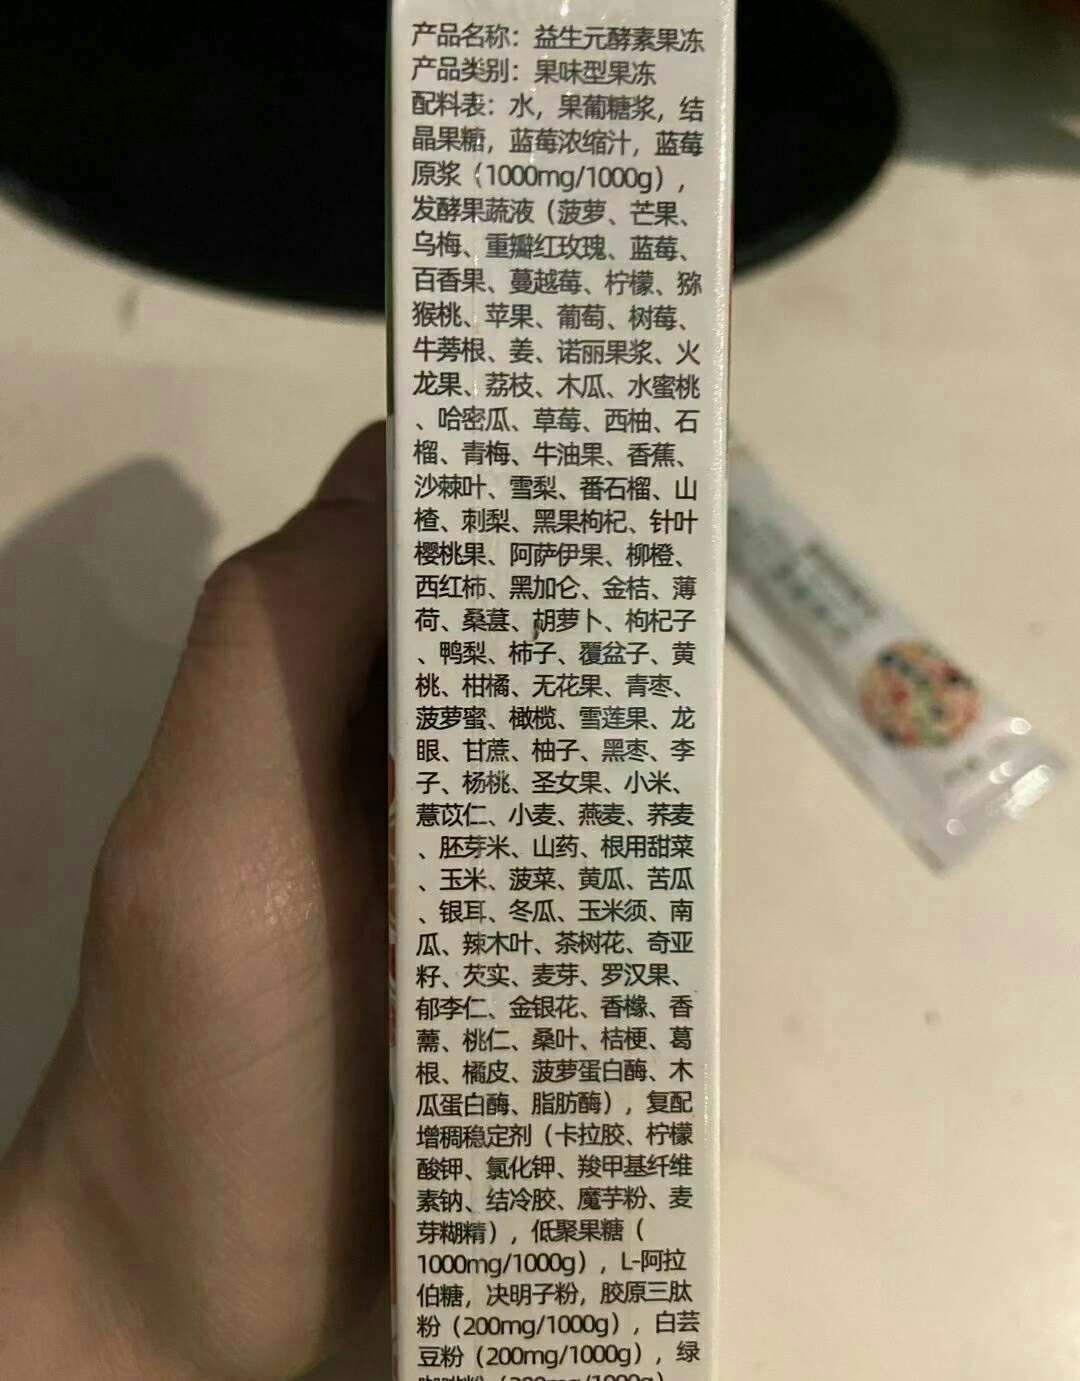 产品名称：益生元酵素果冻
产品类别：果味型果冻
配料表：水，果葡糖浆，结
晶果糖，蓝莓浓缩汁，蓝莓
原浆（1000mg/1000g），
发酵果蔬液（菠萝、芒果、
乌梅、重瓣红玫瑰、蓝莓、
百香果、蔓越莓、柠檬、猕
猴桃、苹果、葡萄、树莓、
牛蒡根、姜、诺丽果浆、火
龙果、荔枝、木瓜、水蜜桃
、哈密瓜、草莓、西柚、石
榴、青梅、牛油果、香蕉、
沙棘叶、雪梨、番石榴、山
楂、刺梨、黑果枸杞、针叶
樱桃果、阿萨伊果、柳橙、
西红柿、黑加仑、金桔、薄
荷、桑葚、胡萝卜、枸杞子
、鸭梨、柿子、覆盆子、黄
桃、柑橘、无花果、青枣、
菠萝蜜、橄榄、雪莲果、龙
眼、甘蔗、柚子、黑枣、李
子、杨桃、圣女果、小米、
薏苡仁、小麦、燕麦、荞麦
、胚芽米、山药、根用甜菜
、玉米、菠菜、黄瓜、苦瓜
、银耳、冬瓜、玉米须、南
瓜、辣木叶、茶树花、奇亚
籽、芡实、麦芽、罗汉果、
郁李仁、金银花、香橼、香
薷、桃仁、桑叶、桔梗、葛
根、橘皮、菠萝蛋白酶、木
瓜蛋白酶、脂肪酶），复配
增稠稳定剂（卡拉胶、柠檬
酸钾、氯化钾、羧甲基纤维
素钠、结冷胶、魔芋粉、麦
芽糊精），低聚果糖（
1000mg/1000g），L-阿拉
伯糖，决明子粉，胶原三肽
粉（200mg/1000g），白芸
豆粉（200mg/1000g），绿